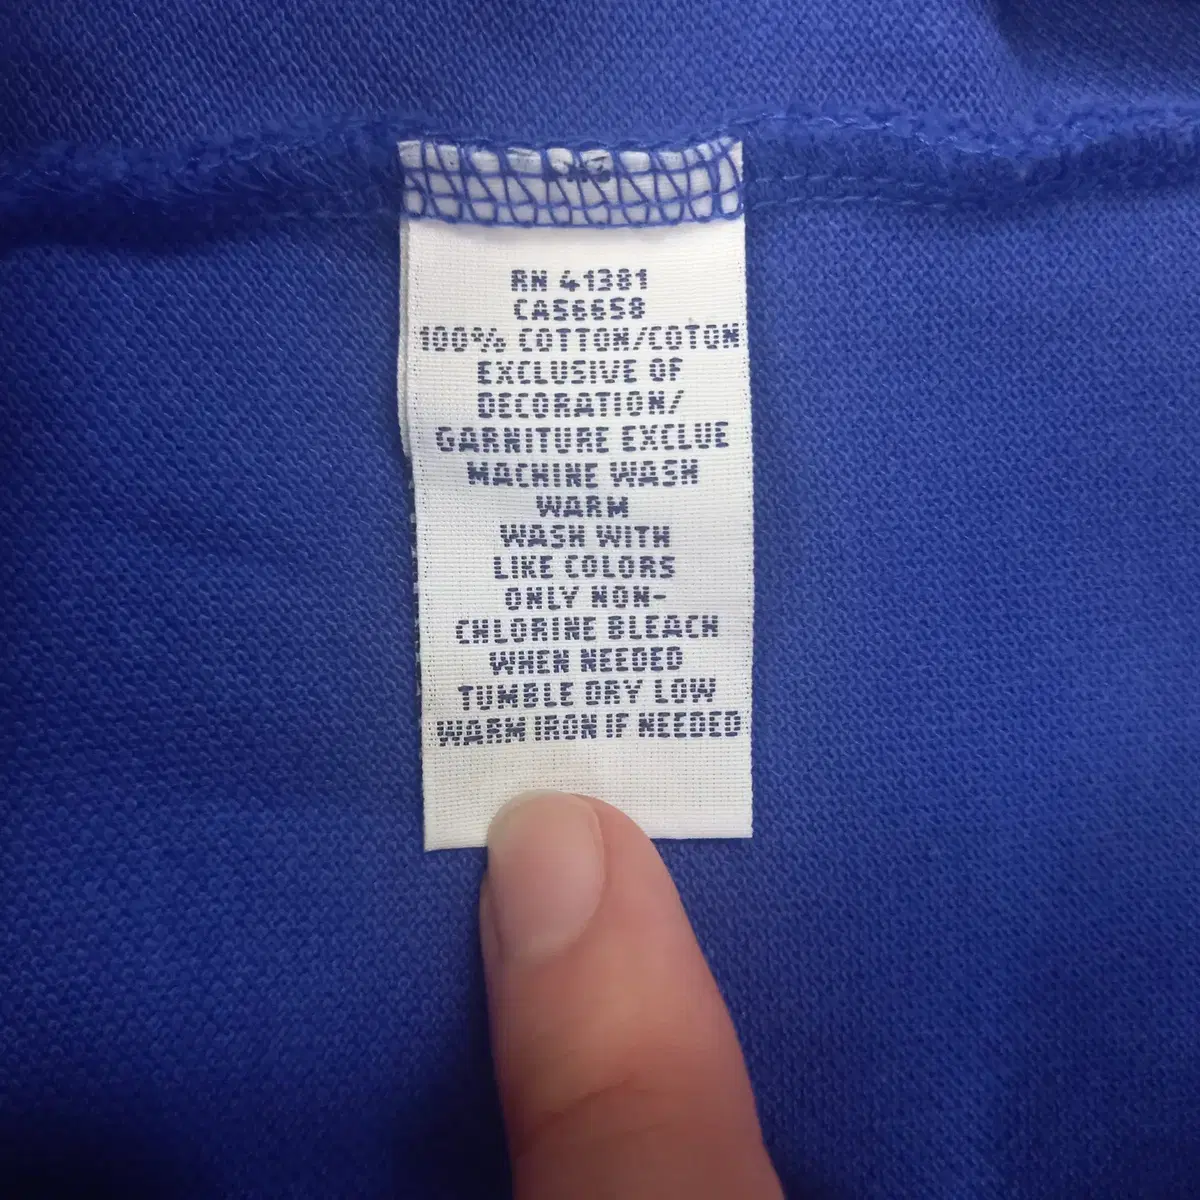 RN 41381
CA56658
100% COTTON/COTON
EXCLUSIVE OF
DECORATION/
GARNITURE EXCLUE
MACHINE WASH
WARM
WASH WITH
LIKE COLORS
ONLY NON-
CHLORINE BLEACH
WHEN NEEDED
TUMBLE DRY LOW
WARM IRON IF NEEDED